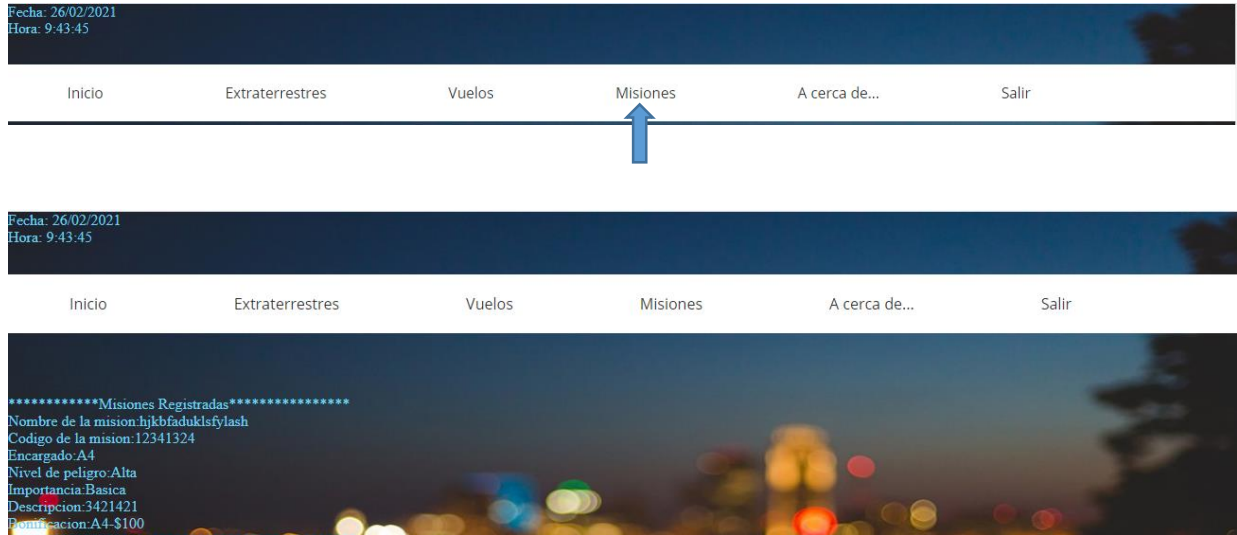 Fecha: 26/02/2021
Hora: 9:43:45
Inicio Extraterrestres Vuelos Misiones A cerca de... Salir
Fecha: 26/02/2021
Hora: 9:43:45
Inicio Extraterrestres Vuelos Misiones A cerca de... Salir
************Misiones Registradas****************
Nombre de la mision:hjkbfaduklsfylash
Codigo de la mision:12341324
Encargado:A4
Nivel de peligro:Alta
Importancia:Basica
Descripcion:3421421
Bonificacion:A4-$100